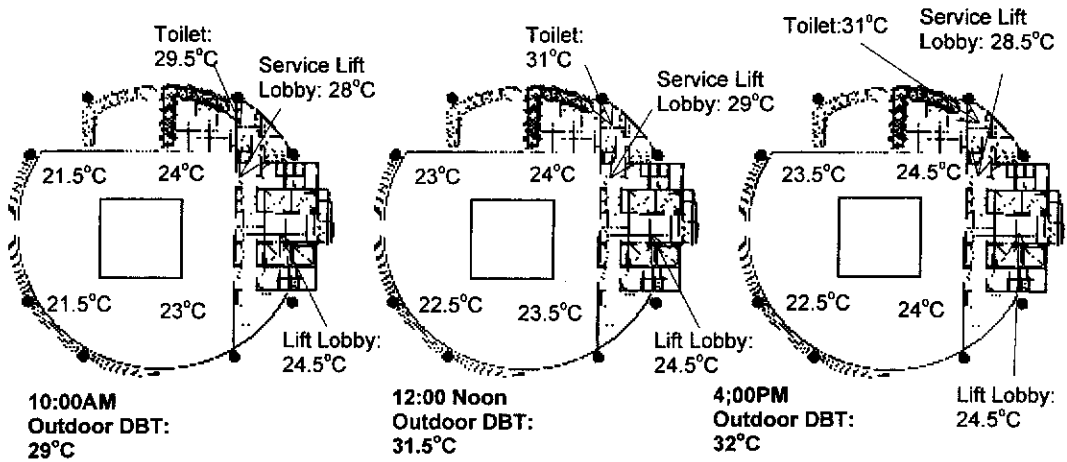 Toilet:
29.5°C
Service Lift
Lobby: 28°C
21.5°C
24°C
21.5°C
23°C
Lift Lobby:
24.5°C
10:00AM
Outdoor DBT:
29°C
Toilet:
31°C
Service Lift
Lobby: 29°C
23°C
24°C
22.5°C
23.5°C
Lift Lobby:
24.5°C
12:00 Noon
Outdoor DBT:
31.5°C
Toilet:31°C
Service Lift
Lobby: 28.5°C
23.5°C
24.5°C
22.5°C
24°C
Lift Lobby:
24.5°C
4;00PM
Outdoor DBT:
32°C